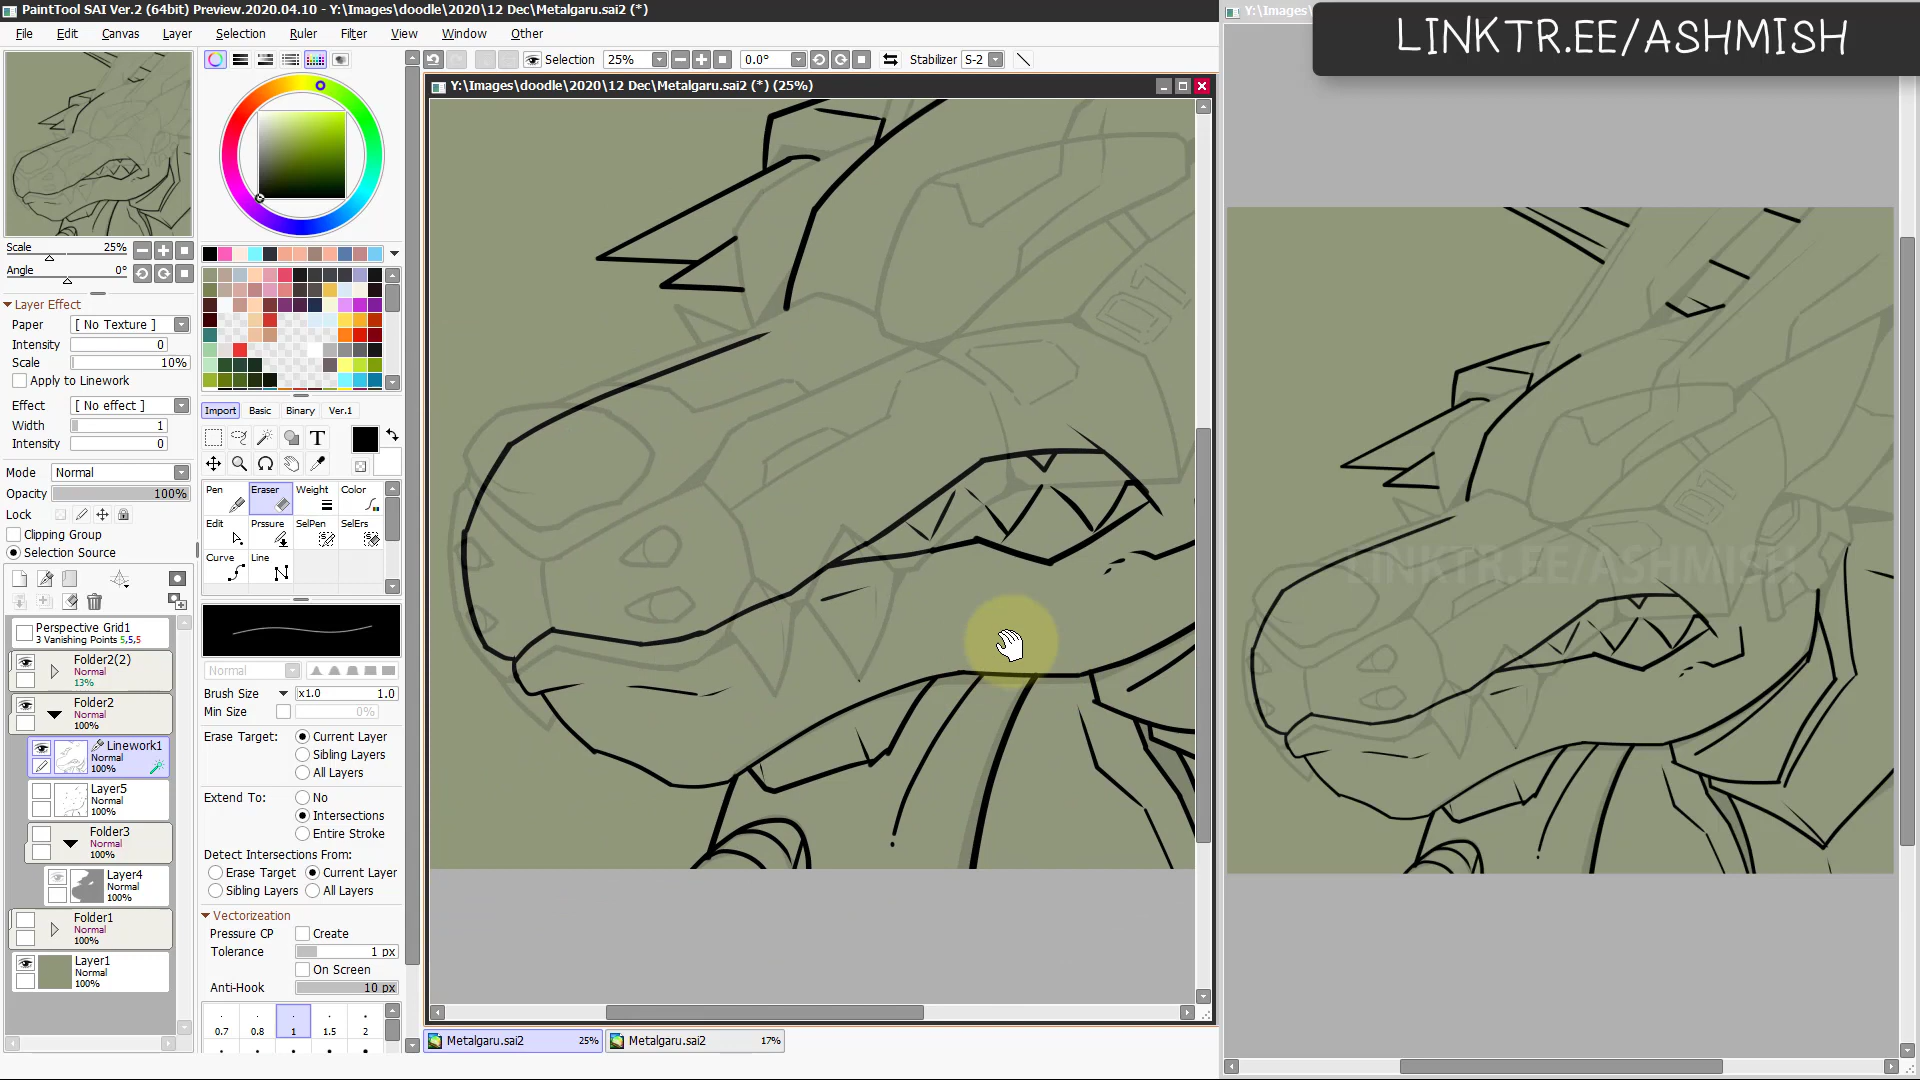 PaintTool SAI Ver.2 (64bit) Preview.2020.04.10 - Y:\Images\doodle\2020\12 Dec\Metalgaru.sai2 (*)
Y:\Images\
LINKTR.EE/ASHMISH
File Edit Canvas Layer Selection Ruler Filter View Window Other
Selection 25% 0.0° Stabilizer S-2
Y:\Images\doodle\2020\12 Dec\Metalgaru.sai2 (*) (25%)
Scale 25%
Angle 0°
Layer Effect
Paper [ No Texture ]
Intensity 0
Scale 10%
Apply to Linework
Effect [ No effect ]
Width 1
Intensity 0
Mode Normal
Opacity 100%
Lock
Clipping Group
Selection Source
Perspective Grid1
3 Vanishing Points 5,5,5
Folder2(2)
Normal
13%
Folder2
Normal
100%
Linework1
Normal
100%
Layer5
Normal
100%
Folder3
Normal
100%
Layer4
Normal
100%
Folder1
Normal
100%
Layer1
Normal
100%
Import Basic Binary Ver.1
T
Pen Eraser Weight Color
Edit Prssure SelPen SelErs
Curve Line
Normal
Brush Size x1.0 1.0
Min Size 0%
Erase Target: Current Layer
Sibling Layers
All Layers
Extend To: No
Intersections
Entire Stroke
Detect Intersections From:
Erase Target Current Layer
Sibling Layers All Layers
Vectorizeation
Pressure CP Create
Tolerance 1 px
On Screen
Anti-Hook 10 px
0.7 0.8 1 1.5 2
01
01
LINKTR.EE/ASHMISH
Metalgaru.sai2 25% Metalgaru.sai2 17%